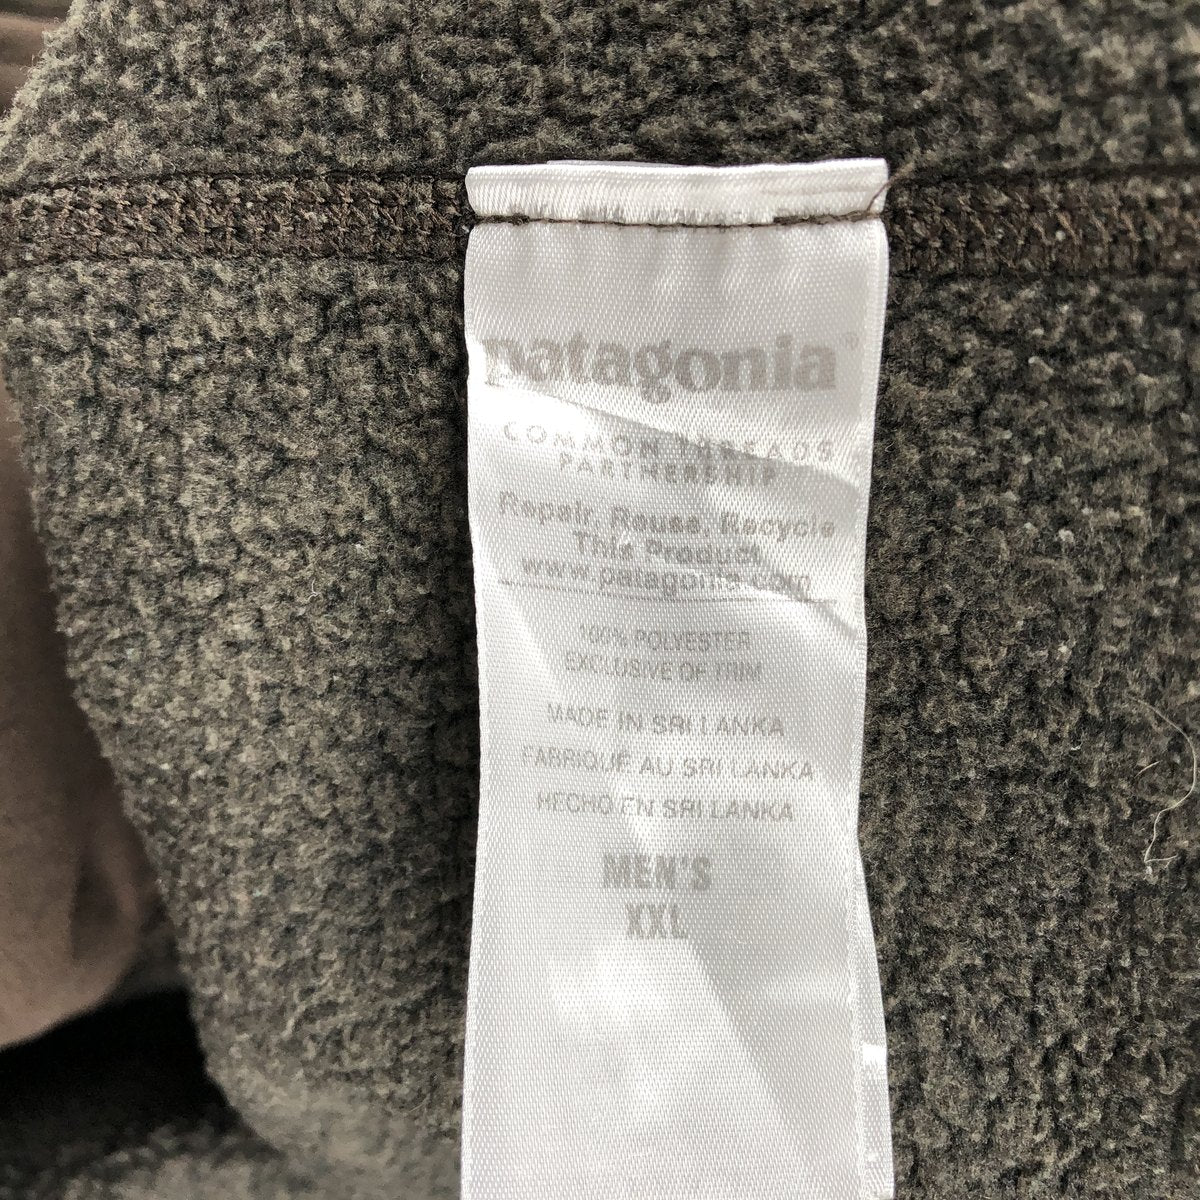 patagonia®
COMMON THREADS
PARTNERSHIP
Repair, Reuse, Recycle
This Product
www.patagonia.com
100% POLYESTER
EXCLUSIVE OF TRIM
MADE IN SRI LANKA
FABRIQUÉ AU SRI LANKA
HECHO EN SRI LANKA
MEN'S
XXL